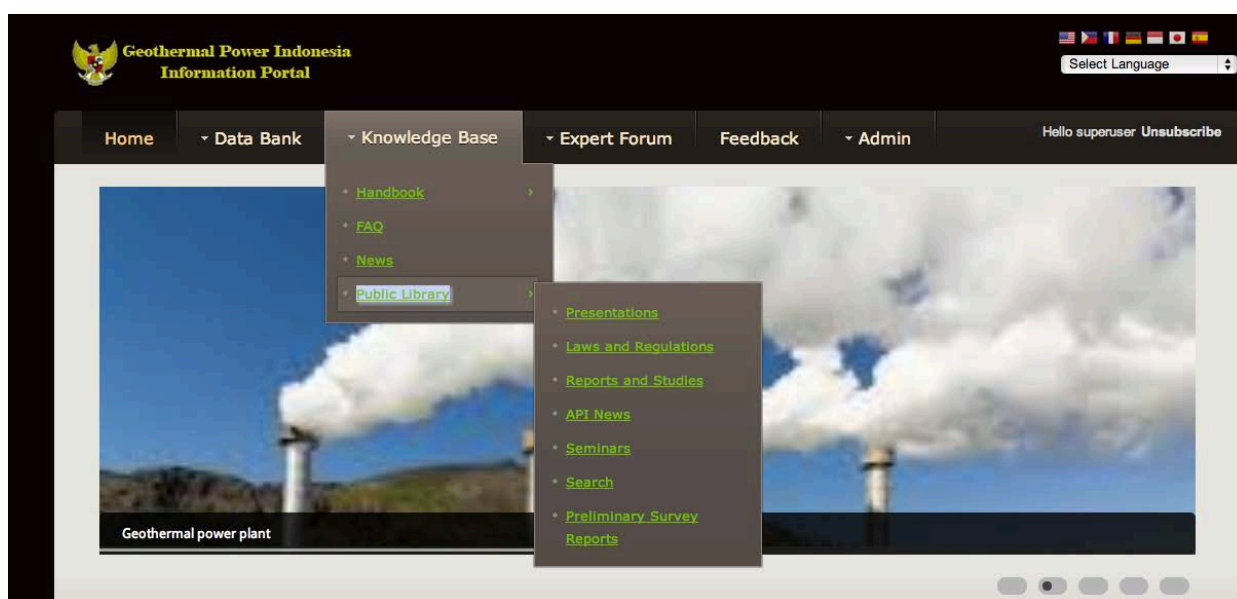 Geothermal Power Indonesia
Information Portal
Select Language
Home
Data Bank
Knowledge Base
Expert Forum
Feedback
Admin
Hello superuser Unsubscribe
Handbook
FAQ
News
Public Library
Presentations
Laws and Regulations
Reports and Studies
API News
Seminars
Search
Preliminary Survey
Reports
Geothermal power plant